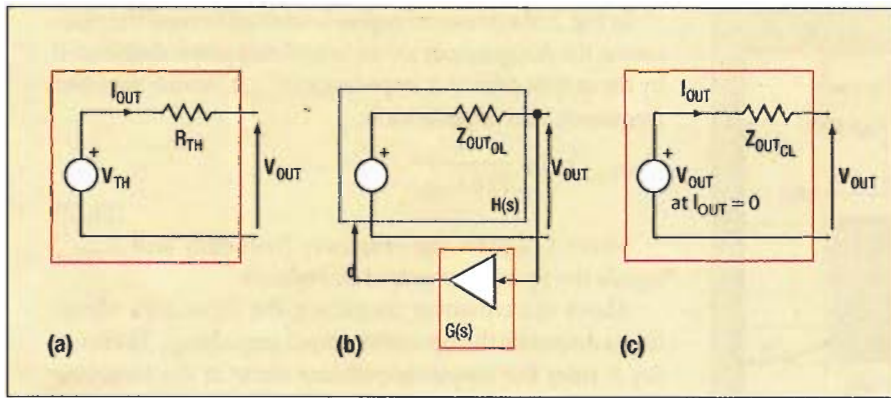 I_OUT
R_TH
+
V_TH
V_OUT
(a)
Z_OUT_OL
+
V_OUT
H(s)
d
G(s)
(b)
I_OUT
Z_OUT_CL
+
V_OUT
at I_OUT = 0
V_OUT
(c)